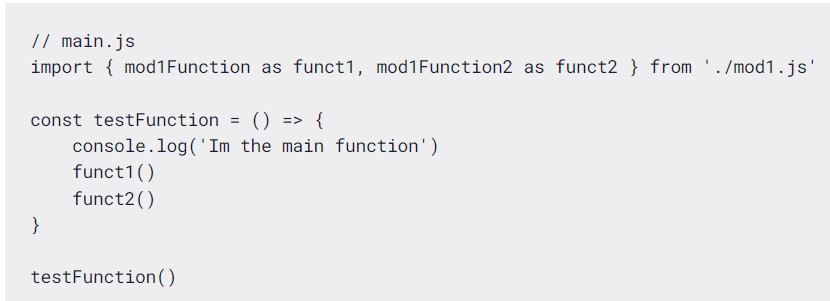 // main.js
import { mod1Function as funct1, mod1Function2 as funct2 } from './mod1.js'
const testFunction = () => {
console.log('Im the main function')
funct1()
funct2()
}
testFunction()